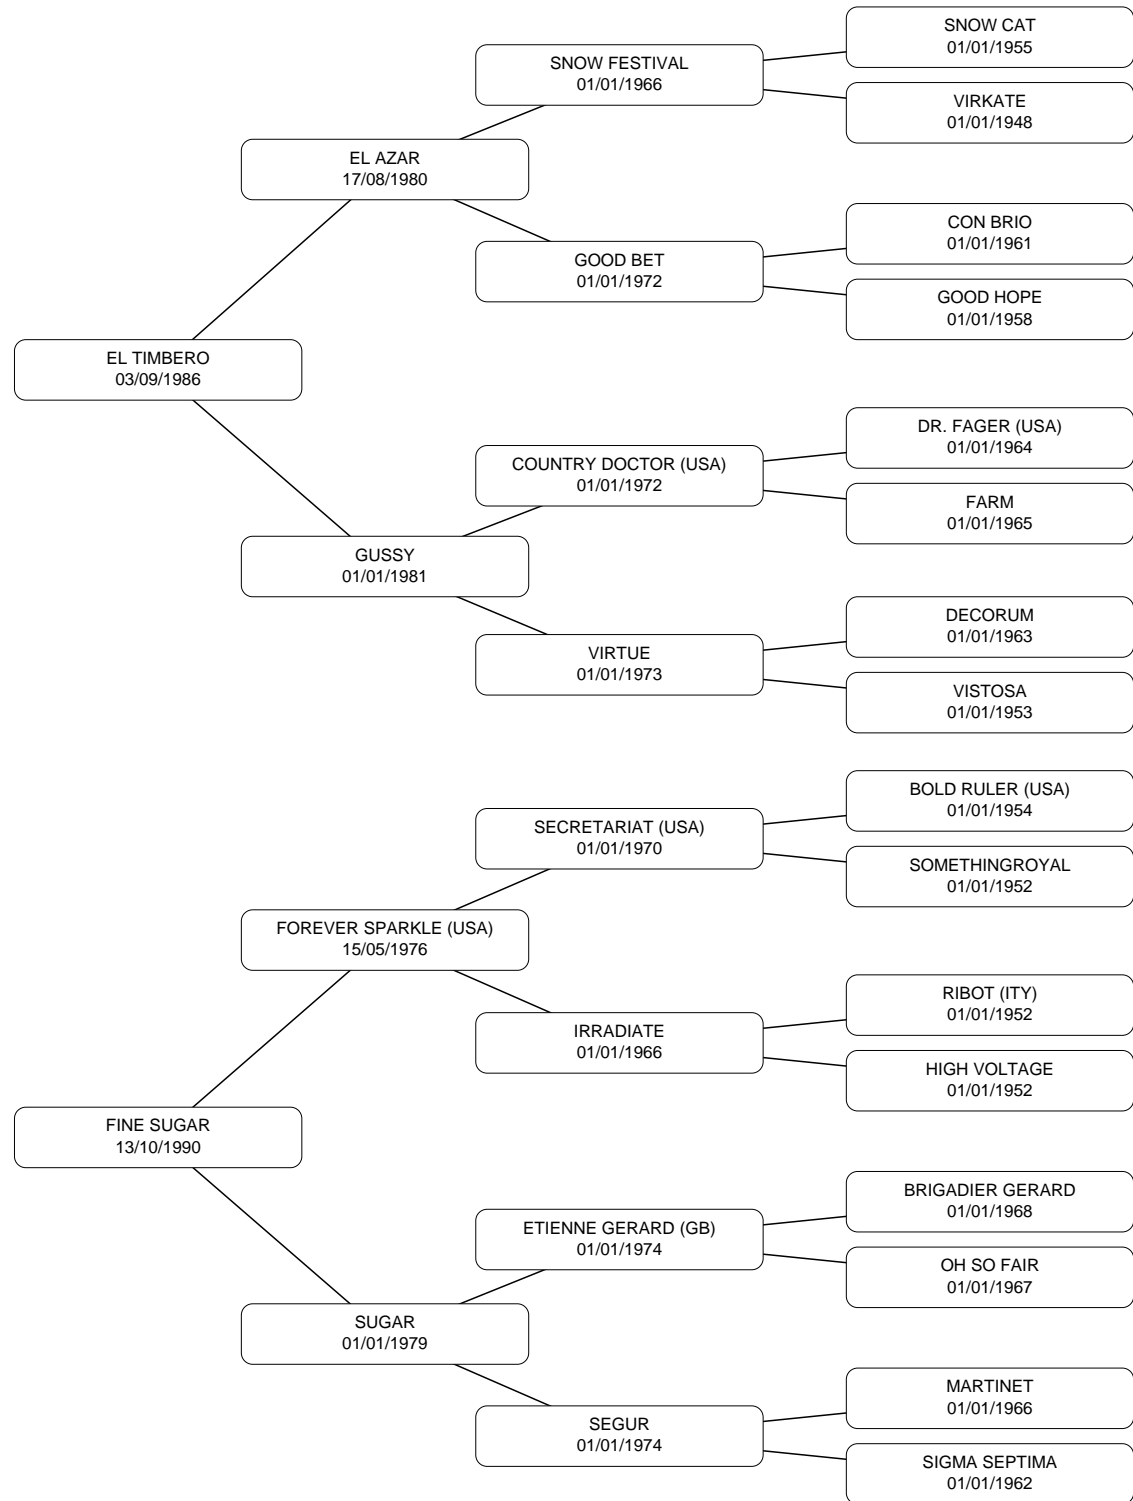 SNOW CAT
01/01/1955
SNOW FESTIVAL
01/01/1966
VIRKATE
01/01/1948
EL AZAR
17/08/1980
CON BRIO
01/01/1961
GOOD BET
01/01/1972
GOOD HOPE
01/01/1958
EL TIMBERO
03/09/1986
DR. FAGER (USA)
01/01/1964
COUNTRY DOCTOR (USA)
01/01/1972
FARM
01/01/1965
GUSSY
01/01/1981
DECORUM
01/01/1963
VIRTUE
01/01/1973
VISTOSA
01/01/1953
BOLD RULER (USA)
01/01/1954
SECRETARIAT (USA)
01/01/1970
SOMETHINGROYAL
01/01/1952
FOREVER SPARKLE (USA)
15/05/1976
RIBOT (ITY)
01/01/1952
IRRADIATE
01/01/1966
HIGH VOLTAGE
01/01/1952
FINE SUGAR
13/10/1990
BRIGADIER GERARD
01/01/1968
ETIENNE GERARD (GB)
01/01/1974
OH SO FAIR
01/01/1967
SUGAR
01/01/1979
MARTINET
01/01/1966
SEGUR
01/01/1974
SIGMA SEPTIMA
01/01/1962